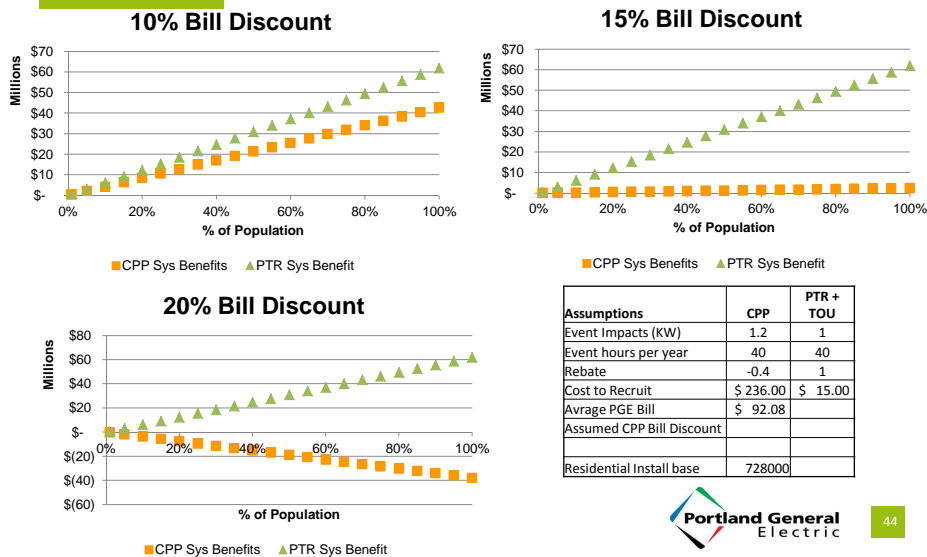 10% Bill Discount
Millions
$70
$60
$50
$40
$30
$20
$10
$-
0% 20% 40% 60% 80% 100%
% of Population
CPP Sys Benefits PTR Sys Benefit
15% Bill Discount
Millions
$70
$60
$50
$40
$30
$20
$10
$-
0% 20% 40% 60% 80% 100%
% of Population
CPP Sys Benefits PTR Sys Benefit
20% Bill Discount
Millions
$80
$60
$40
$20
$-
$(20)
$(40)
$(60)
0% 20% 40% 60% 80% 100%
% of Population
CPP Sys Benefits PTR Sys Benefit
PTR +
Assumptions CPP TOU
Event Impacts (KW) 1.2 1
Event hours per year 40 40
Rebate -0.4 1
Cost to Recruit $ 236.00 $ 15.00
Avrage PGE Bill $ 92.08
Assumed CPP Bill Discount
Residential Install base 728000
Portland General
Electric
44